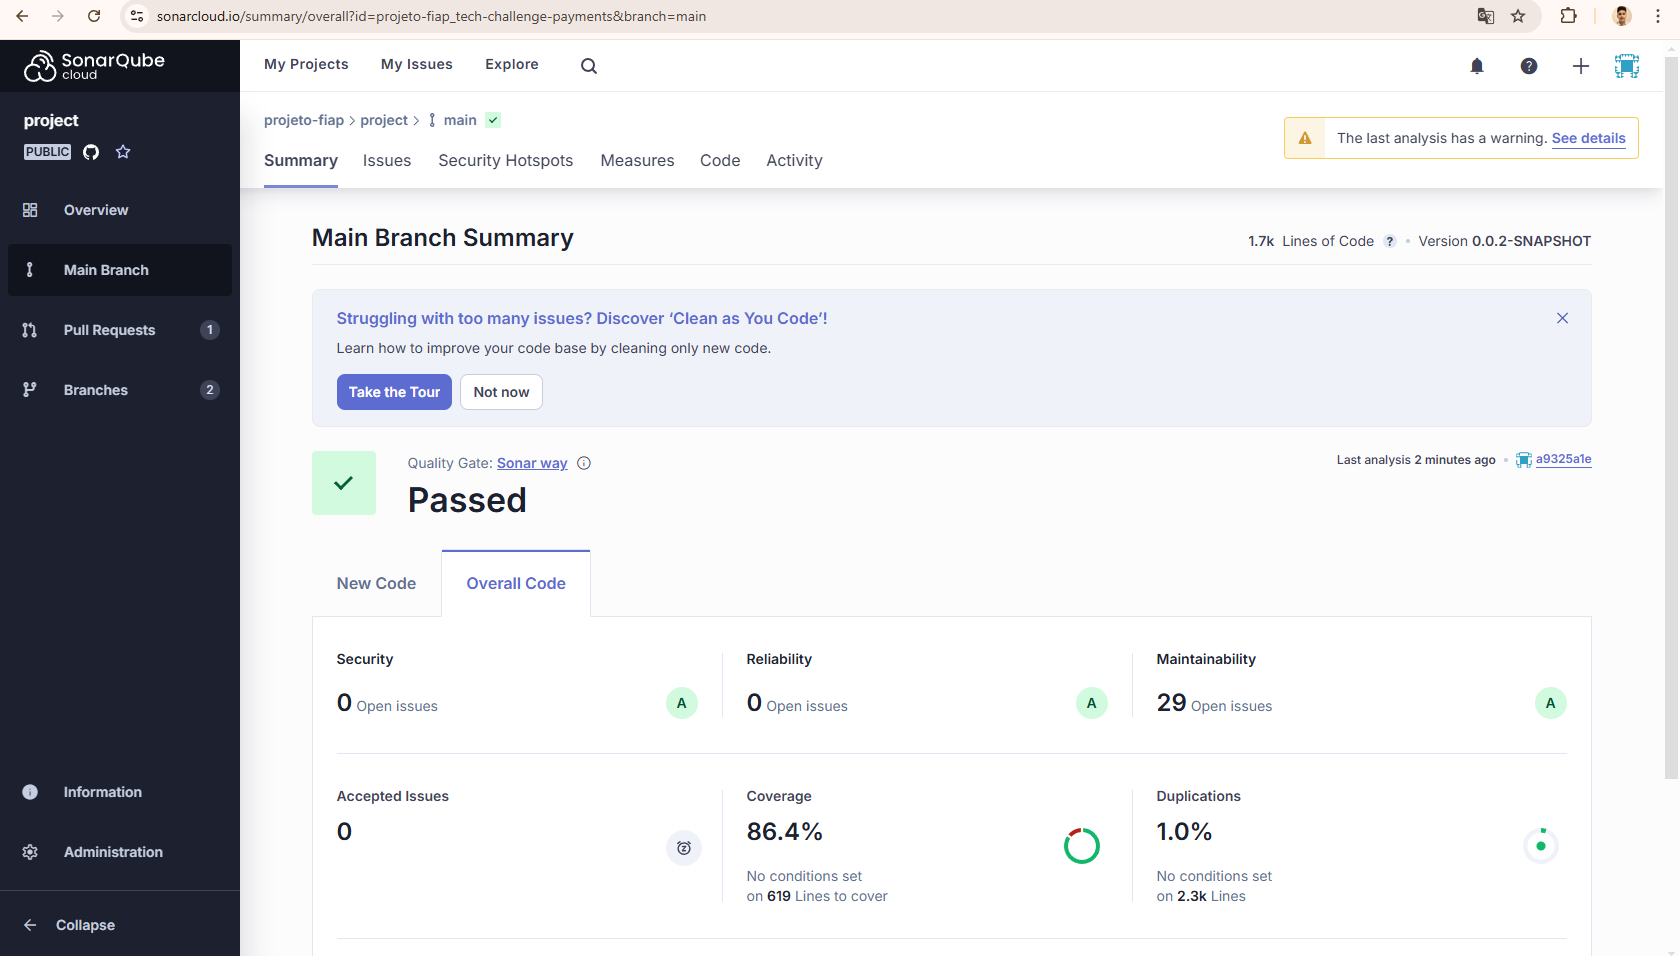 sonarcloud.io/summary/overall?id=projeto-fiap_tech-challenge-payments&branch=main
SonarQube
cloud
My Projects
My Issues
Explore
project
PUBLIC
Overview
Main Branch
Pull Requests 1
Branches 2
Information
Administration
Collapse
projeto-fiap > project > main
The last analysis has a warning. See details
Summary
Issues
Security Hotspots
Measures
Code
Activity
Main Branch Summary
1.7k Lines of Code ? • Version 0.0.2-SNAPSHOT
Struggling with too many issues? Discover ‘Clean as You Code’!
Learn how to improve your code base by cleaning only new code.
Take the Tour
Not now
Quality Gate: Sonar way
Passed
Last analysis 2 minutes ago • a9325a1e
New Code
Overall Code
Security
0 Open issues
A
Reliability
0 Open issues
A
Maintainability
29 Open issues
A
Accepted Issues
0
Coverage
86.4%
No conditions set
on 619 Lines to cover
Duplications
1.0%
No conditions set
on 2.3k Lines